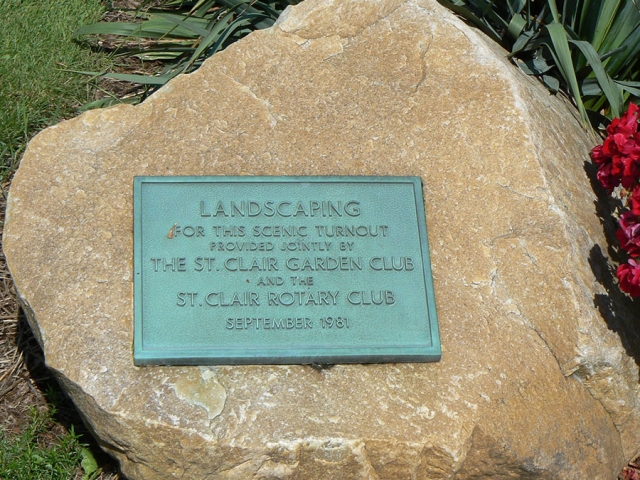 LANDSCAPING
FOR THIS SCENIC TURNOUT
PROVIDED JOINTLY BY
THE ST. CLAIR GARDEN CLUB
AND THE
ST. CLAIR ROTARY CLUB
SEPTEMBER 1981